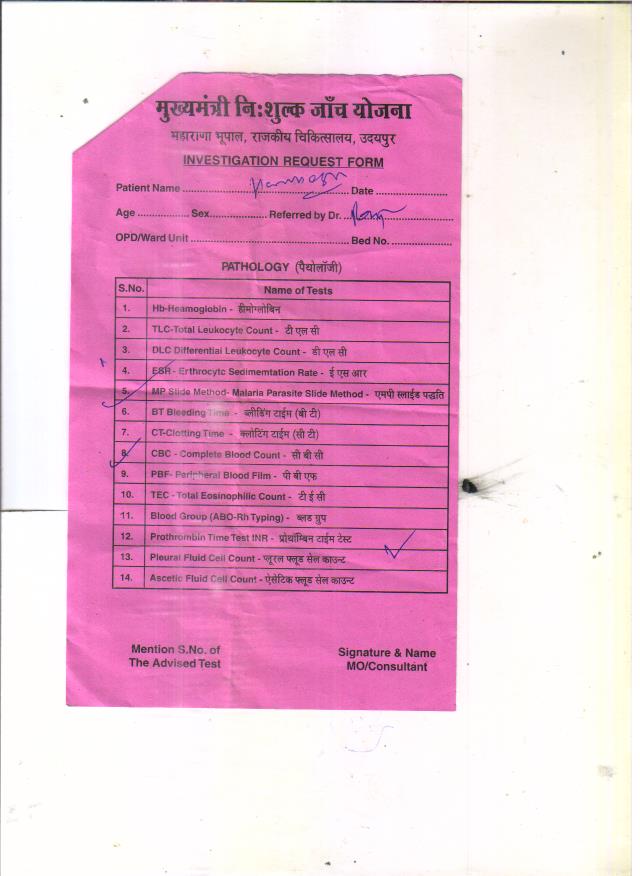 मुख्यमंत्री नि:शुल्क जाँच योजना
महाराणा भूपाल, राजकीय चिकित्सालय, उदयपुर
INVESTIGATION REQUEST FORM
Patient Name ........................................................ Date ........................
Age .................. Sex.................... Referred by Dr. ......................................
OPD/Ward Unit ..................................................... Bed No. ....................
PATHOLOGY (पैथोलॉजी)
S.No. Name of Tests
1. Hb-Heamoglobin - हीमोग्लोबिन
2. TLC-Total Leukocyte Count - टी एल सी
3. DLC Differential Leukocyte Count - डी एल सी
4. ESR - Erthrocytc Sedimemtation Rate - ई एस आर
5. MP Slide Method- Malaria Parasite Slide Method - एमपी स्लाईड पद्धति
6. BT Bleeding Time - ब्लीडिंग टाईम (बी टी)
7. CT-Clotting Time - क्लोटिंग टाईम (सी टी)
8. CBC - Complete Blood Count - सी बी सी
9. PBF- Peripheral Blood Film - पी बी एफ
10. TEC - Total Eosinophilic Count - टी ई सी
11. Blood Group (ABO-Rh Typing) - ब्लड ग्रुप
12. Prothrombin Time Test INR - प्रोथॉम्बिन टाईम टेस्ट
13. Pleural Fluid Cell Count - प्लूरल फ्लूड सेल काउन्ट
14. Ascetic Fluid Cell Count - ऐसेटिक फ्लूड सेल काउन्ट
Mention S.No. of Signature & Name
The Advised Test MO/Consultant